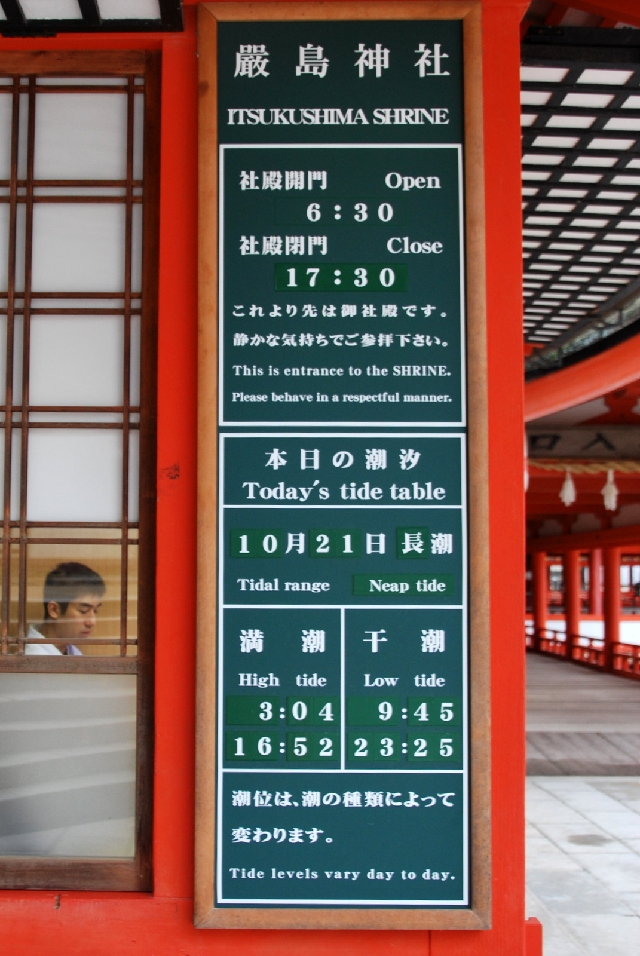 嚴島神社
ITSUKUSHIMA SHRINE
社殿開門 Open
6:30
社殿閉門 Close
17:30
これより先は御社殿です。
静かな気持ちでご参拝下さい。
This is entrance to the SHRINE.
Please behave in a respectful manner.
本日の潮汐
Today's tide table
10月21日 長潮
Tidal range Neap tide
満潮 干潮
High tide Low tide
3:04 9:45
16:52 23:25
潮位は、潮の種類によって
変わります。
Tide levels vary day to day.
入口